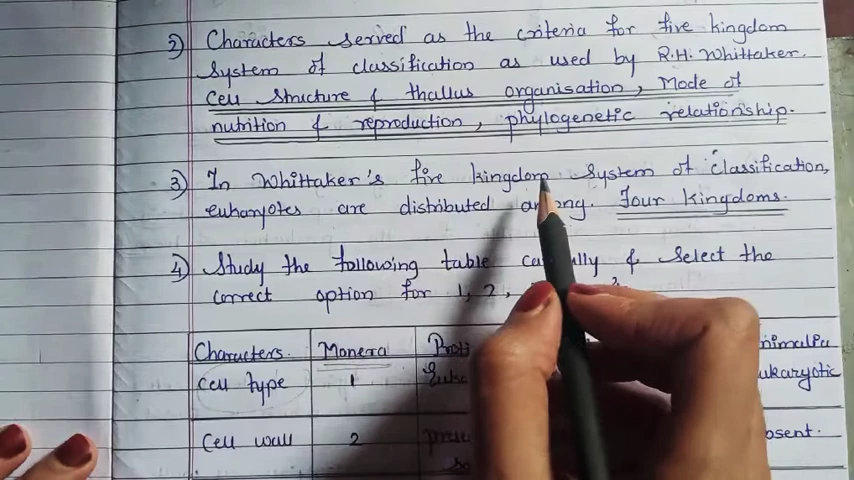 2) Characters served as the criteria for five kingdom
system of classification as used by R.H. Whittaker.
Cell structure & thallus organisation, Mode of
nutrition & reproduction, phylogenetic relationship.
3) In Whittaker's five kingdom system of classification,
eukaryotes are distributed among. Four kingdoms.
4) Study the following table carefully & select the
correct option for 1, 2,
Characters. Monera
Cell type 1
Cell wall 2